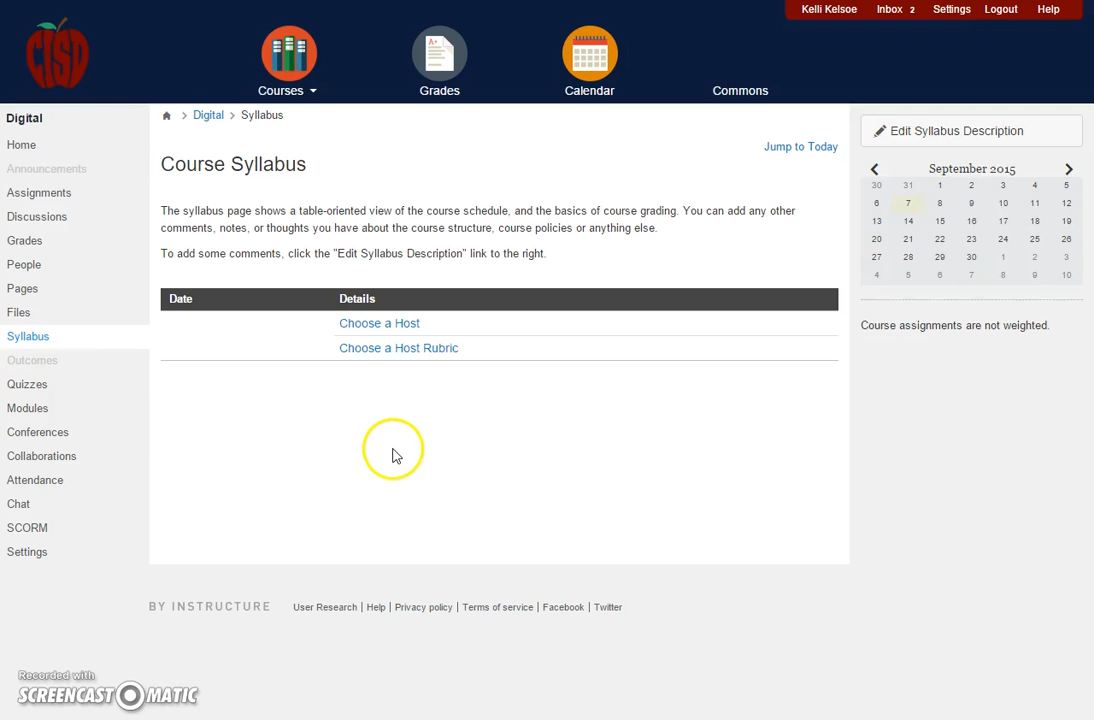 Kelli Kelsoe Inbox 2 Settings Logout Help
CISD
Courses Grades Calendar Commons
A+
Digital
Home
Announcements
Assignments
Discussions
Grades
People
Pages
Files
Syllabus
Outcomes
Quizzes
Modules
Conferences
Collaborations
Attendance
Chat
SCORM
Settings
Digital > Syllabus
Jump to Today
Course Syllabus
The syllabus page shows a table-oriented view of the course schedule, and the basics of course grading. You can add any other
comments, notes, or thoughts you have about the course structure, course policies or anything else.
To add some comments, click the "Edit Syllabus Description" link to the right.
Date Details
Choose a Host
Choose a Host Rubric
Edit Syllabus Description
September 2015
30 31 1 2 3 4 5
6 7 8 9 10 11 12
13 14 15 16 17 18 19
20 21 22 23 24 25 26
27 28 29 30 1 2 3
4 5 6 7 8 9 10
Course assignments are not weighted.
BY INSTRUCTURE User Research | Help | Privacy policy | Terms of service | Facebook | Twitter
Recorded with
SCREENCAST MATIC